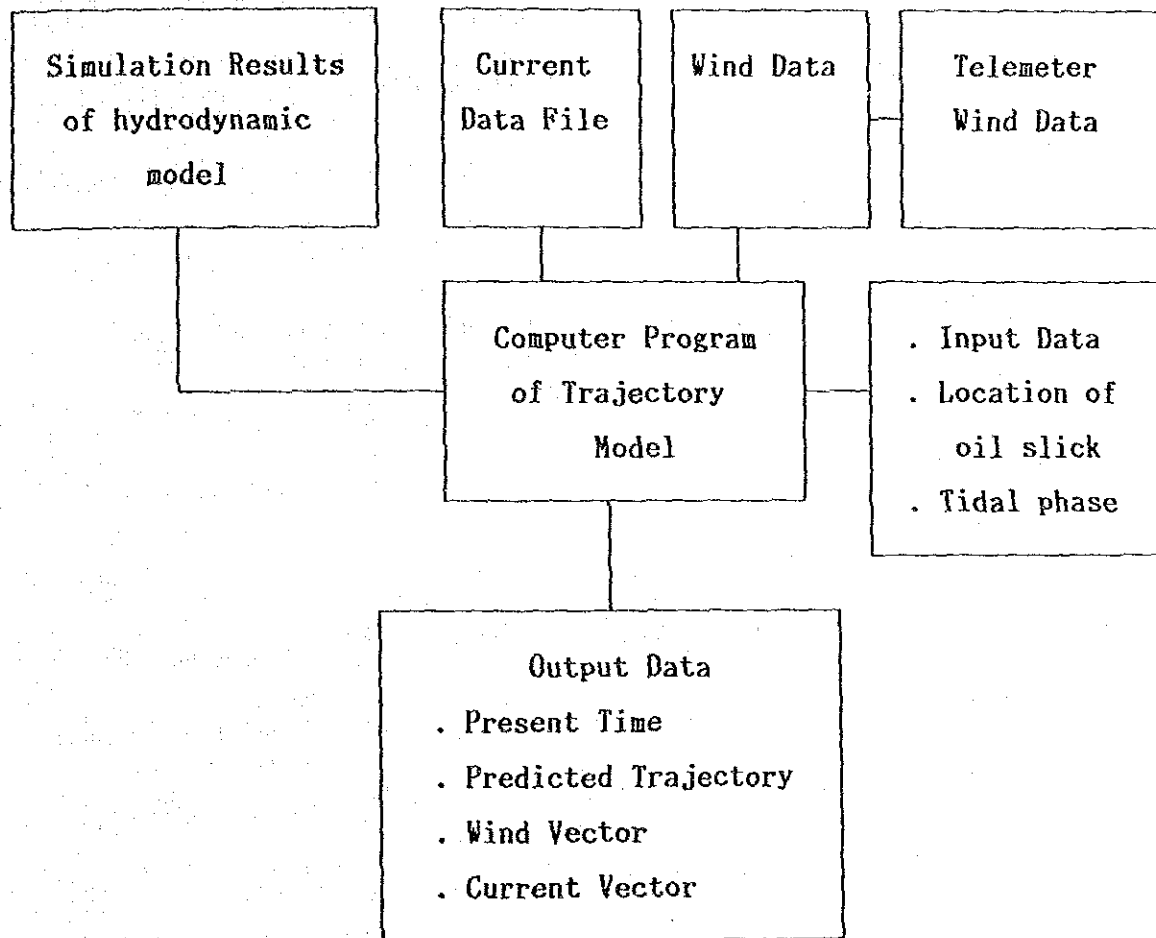 Simulation Results
of hydrodynamic
model
Current
Data File
Wind Data
Telemeter
Wind Data
Computer Program
of Trajectory
Model
. Input Data
. Location of
oil slick
. Tidal phase
Output Data
. Present Time
. Predicted Trajectory
. Wind Vector
. Current Vector